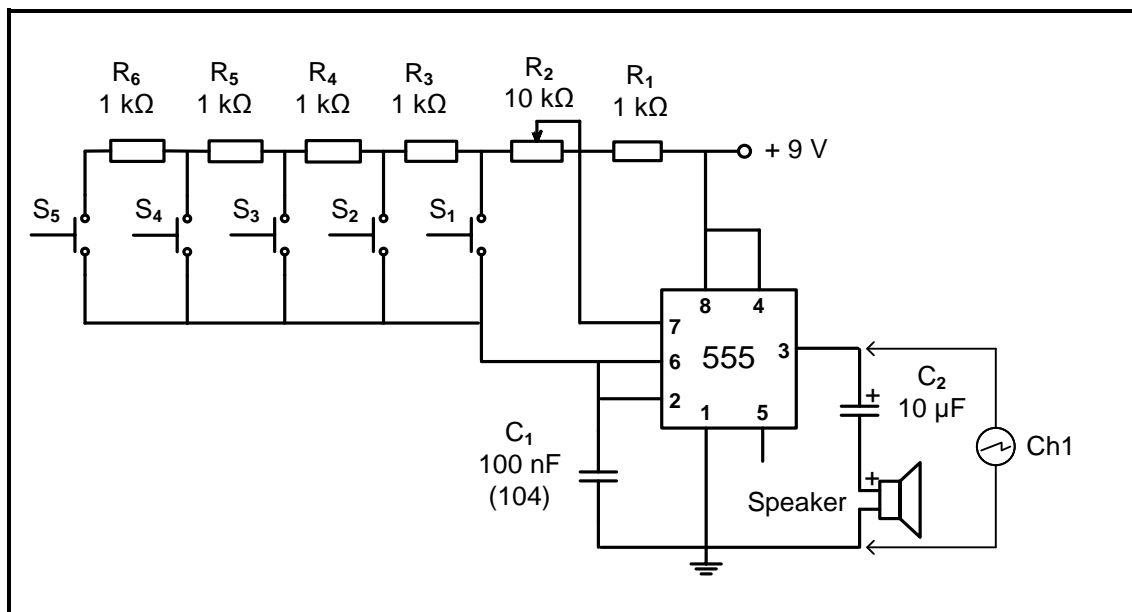 R6 R5 R4 R3 R2 R1
1 kΩ 1 kΩ 1 kΩ 1 kΩ 10 kΩ 1 kΩ
+ 9 V
S5 S4 S3 S2 S1
8 4
7
6 555 3
2
1 5
C1
100 nF
(104)
C2
+
10 µF
Ch1
+
Speaker